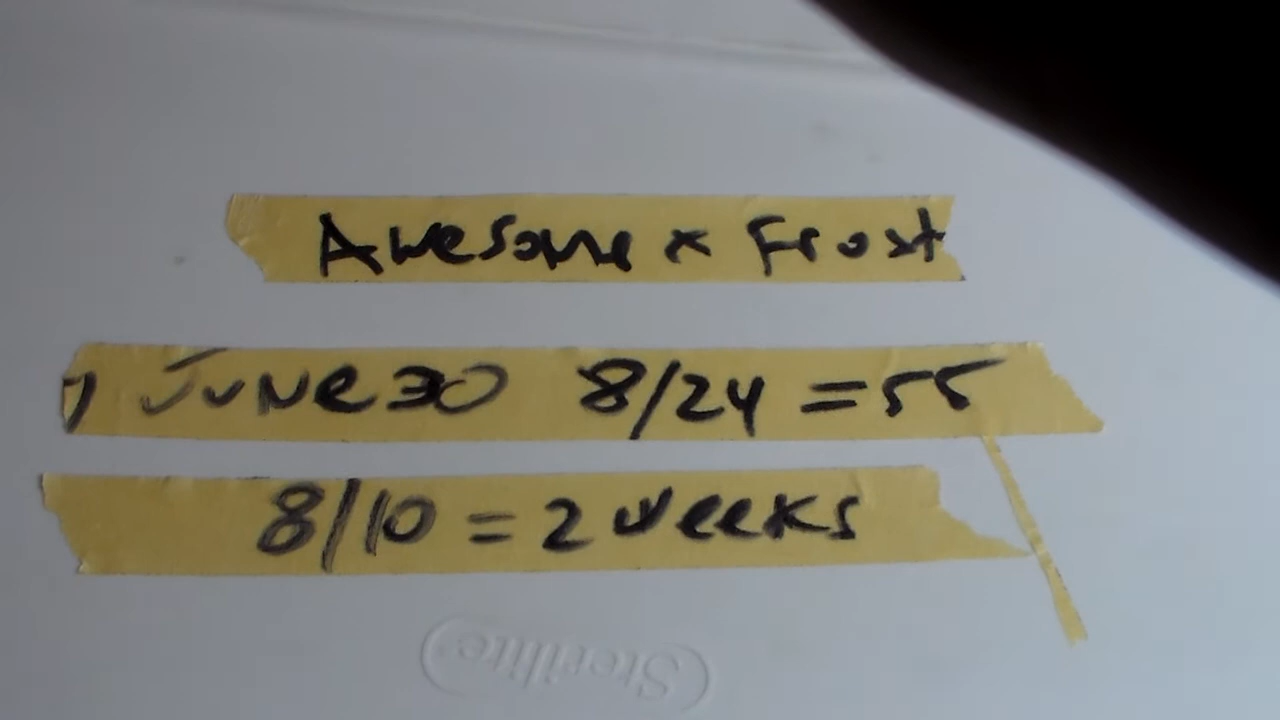 Awesome x Frost
June 30 8/24 = 55
8/10 = 2 weeks
Sterilite